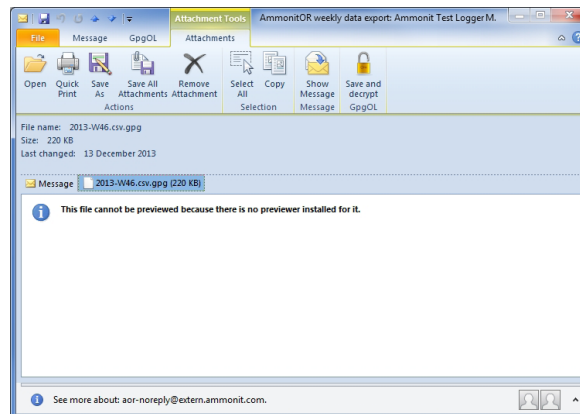 Attachment Tools AmmonitOR weekly data export: Ammonit Test Logger M.
File Message GpgOL Attachments
Open Quick Print Save As Save All Attachments Remove Attachment Select All Copy Show Message Save and decrypt
Actions Selection Message GpgOL
File name: 2013-W46.csv.gpg
Size: 220 KB
Last changed: 13 December 2013
Message 2013-W46.csv.gpg (220 KB)
This file cannot be previewed because there is no previewer installed for it.
See more about: aor-noreply@extern.ammonit.com.